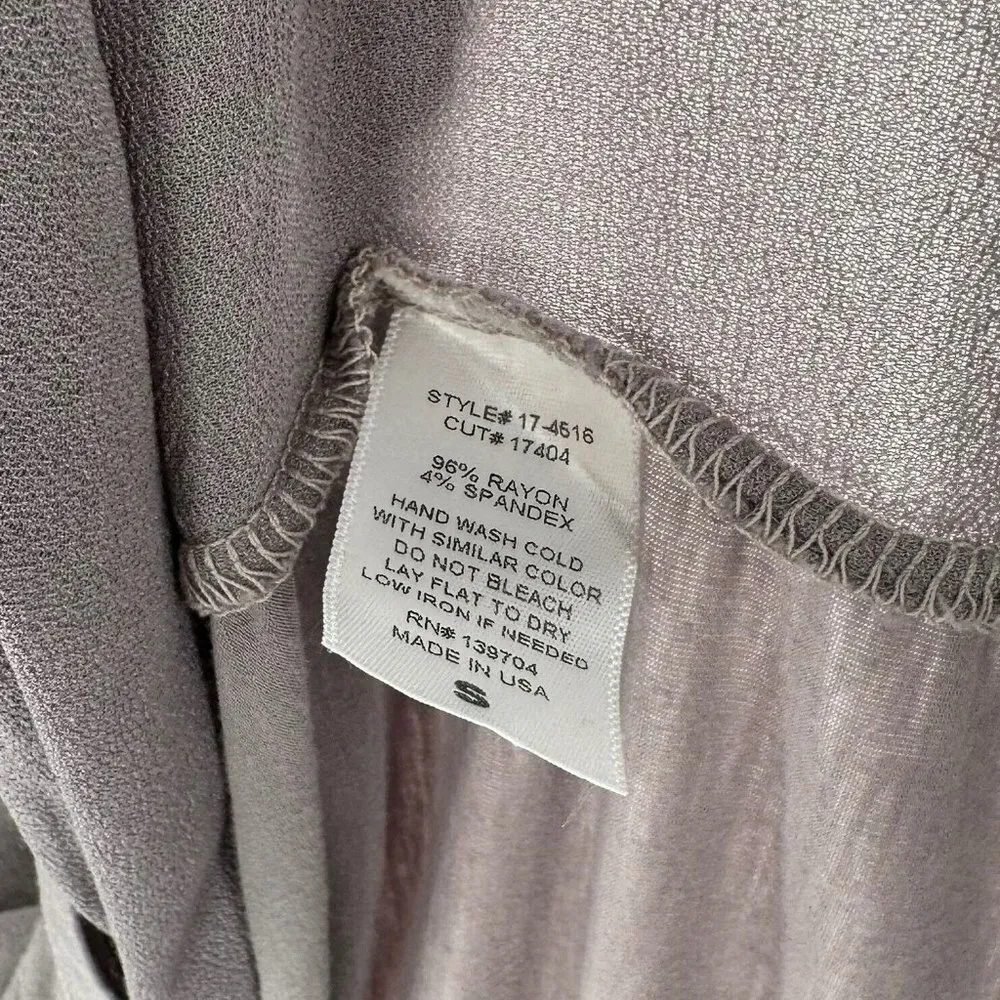 STYLE# 17-4516
CUT# 17404
96% RAYON
4% SPANDEX
HAND WASH COLD
WITH SIMILAR COLOR
DO NOT BLEACH
LAY FLAT TO DRY
LOW IRON IF NEEDED
RN# 139704
MADE IN USA
S